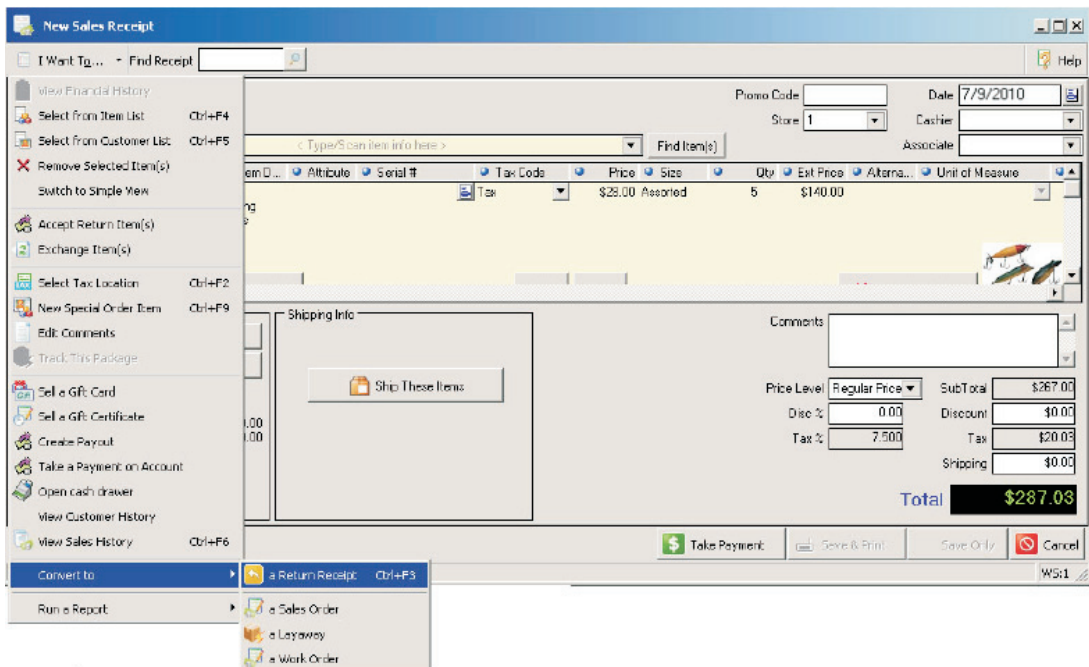 New Sales Receipt
I Want To... Find Receipt
Help
View Financial History
Select from Item List Ctrl+F4
Select from Customer List Ctrl+F5
Remove Selected Item(s)
Switch to Simple View
Accept Return Item(s)
Exchange Item(s)
Select Tax Location Ctrl+F2
New Special Order Item Ctrl+F9
Edit Comments
Track This Package
Sell a Gift Card
Sell a Gift Certificate
Create Payout
Take a Payment on Account
Open cash drawer
View Customer History
View Sales History Ctrl+F6
Convert to
Run a Report
a Return Receipt Ctrl+F3
a Sales Order
a Layaway
a Work Order
Promo Code Date 7/9/2010
Store 1 Cashier
< Type/Scan item info here > Find Item(s) Associate
em D... Attribute Serial # Tax Code Price Size Qty Ext Price Alterna... Unit of Measure
Tax $28.00 Assorted 5 $140.00
ng
Shipping Info
Ship These Items
.00
.00
Comments
Price Level Regular Price SubTotal $267.00
Disc % 0.00 Discount $0.00
Tax % 7.500 Tax $20.03
Shipping $0.00
Total $287.03
Take Payment Save & Print Save Only Cancel
WS:1